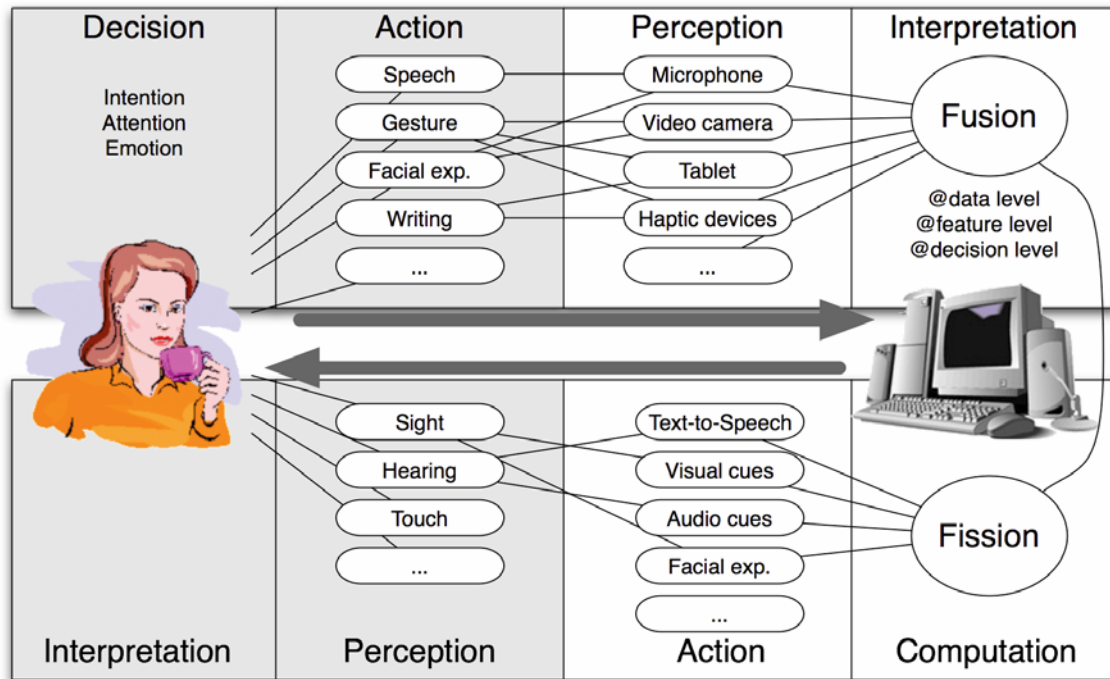 Decision
Action
Perception
Interpretation
Intention
Attention
Emotion
Speech
Gesture
Facial exp.
Writing
...
Microphone
Video camera
Tablet
Haptic devices
...
Fusion
@data level
@feature level
@decision level
Sight
Hearing
Touch
...
Text-to-Speech
Visual cues
Audio cues
Facial exp.
...
Fission
Interpretation
Perception
Action
Computation